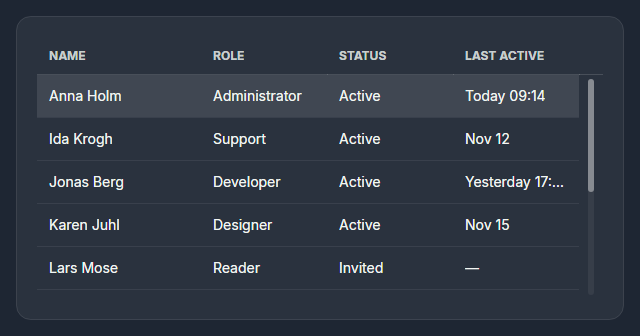 NAME ROLE STATUS LAST ACTIVE
Anna Holm Administrator Active Today 09:14
Ida Krogh Support Active Nov 12
Jonas Berg Developer Active Yesterday 17:...
Karen Juhl Designer Active Nov 15
Lars Mose Reader Invited —